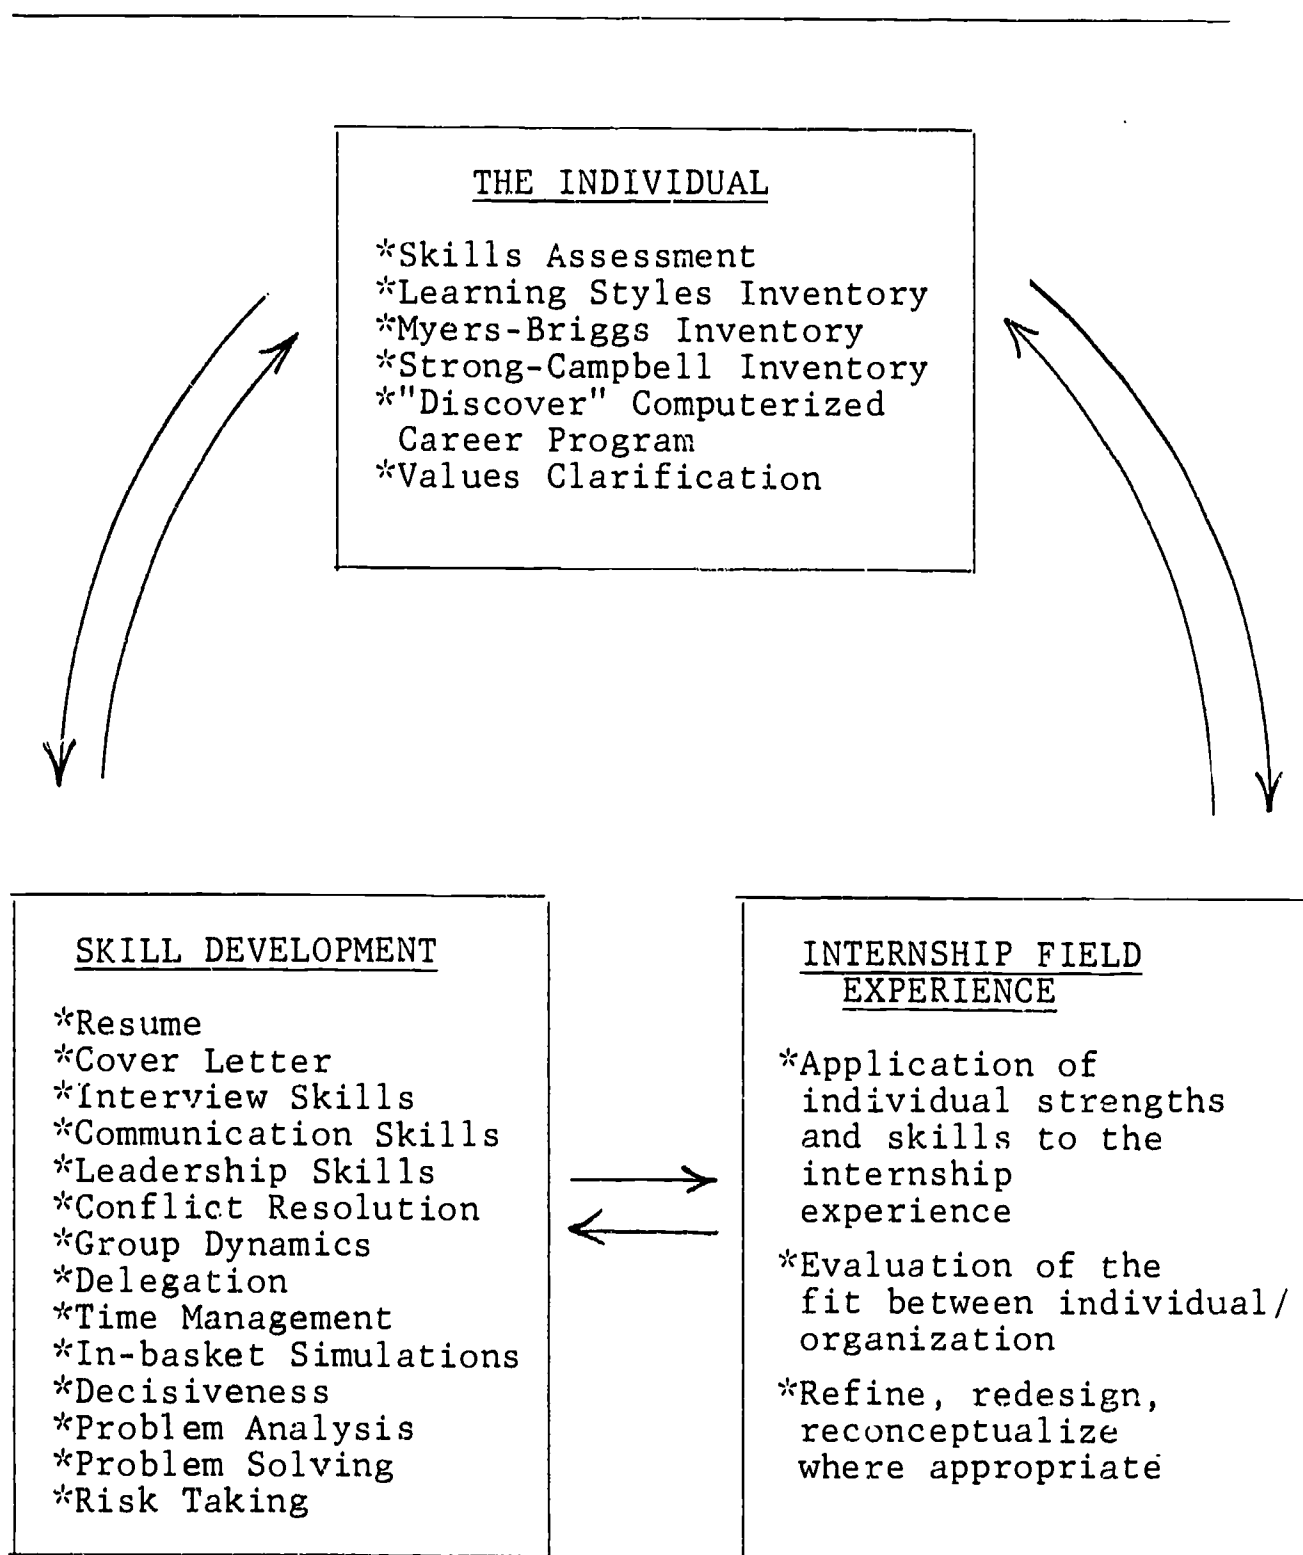 THE INDIVIDUAL
*Skills Assessment
*Learning Styles Inventory
*Myers-Briggs Inventory
*Strong-Campbell Inventory
*"Discover" Computerized
Career Program
*Values Clarification
SKILL DEVELOPMENT
*Resume
*Cover Letter
*Interview Skills
*Communication Skills
*Leadership Skills
*Conflict Resolution
*Group Dynamics
*Delegation
*Time Management
*In-basket Simulations
*Decisiveness
*Problem Analysis
*Problem Solving
*Risk Taking
INTERNSHIP FIELD
EXPERIENCE
*Application of
individual strengths
and skills to the
internship
experience
*Evaluation of the
fit between individual/
organization
*Refine, redesign,
reconceptualize
where appropriate